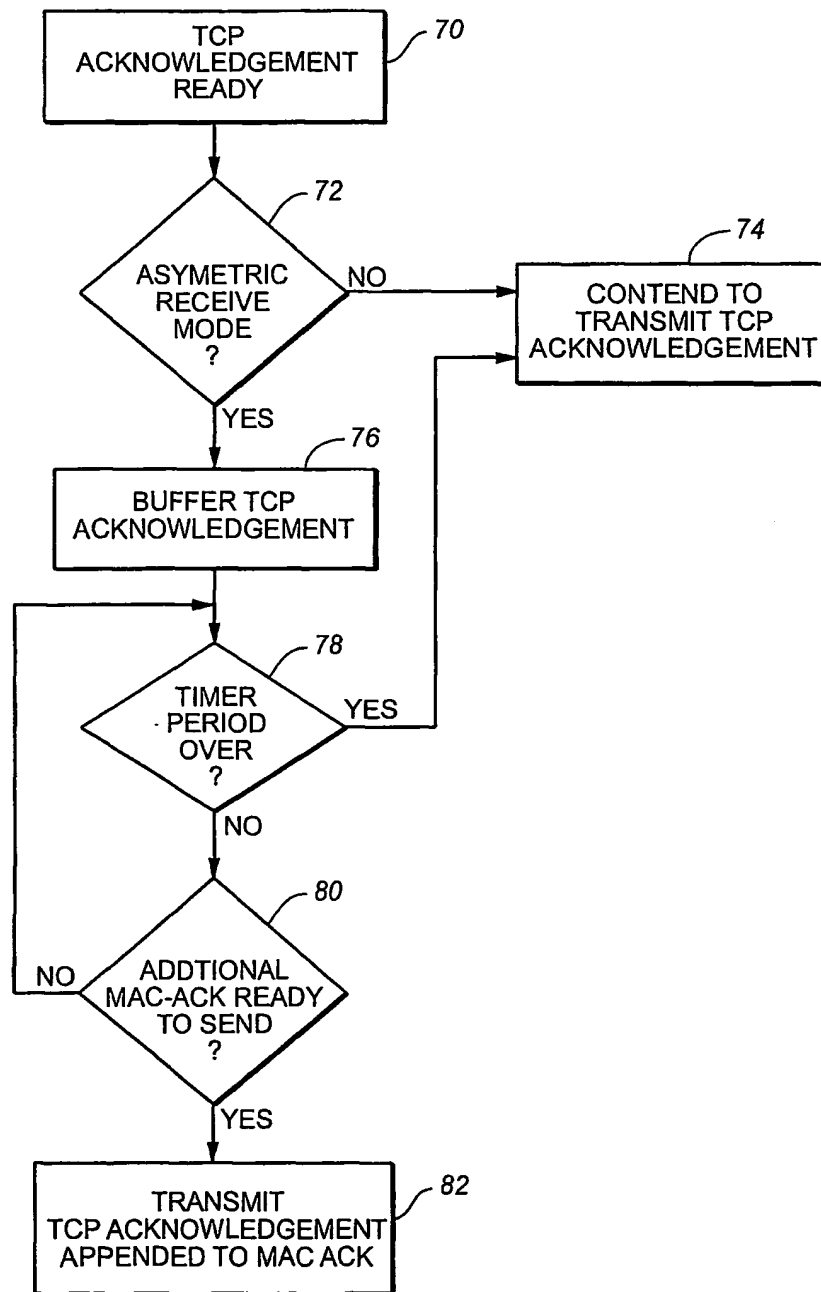 TCP
ACKNOWLEDGEMENT
READY
70
72
ASYMETRIC
RECEIVE
MODE
?
NO
YES
74
CONTEND TO
TRANSMIT TCP
ACKNOWLEDGEMENT
76
BUFFER TCP
ACKNOWLEDGEMENT
78
TIMER
PERIOD
OVER
?
YES
NO
80
ADDTIONAL
MAC-ACK READY
TO SEND
?
NO
YES
82
TRANSMIT
TCP ACKNOWLEDGEMENT
APPENDED TO MAC ACK